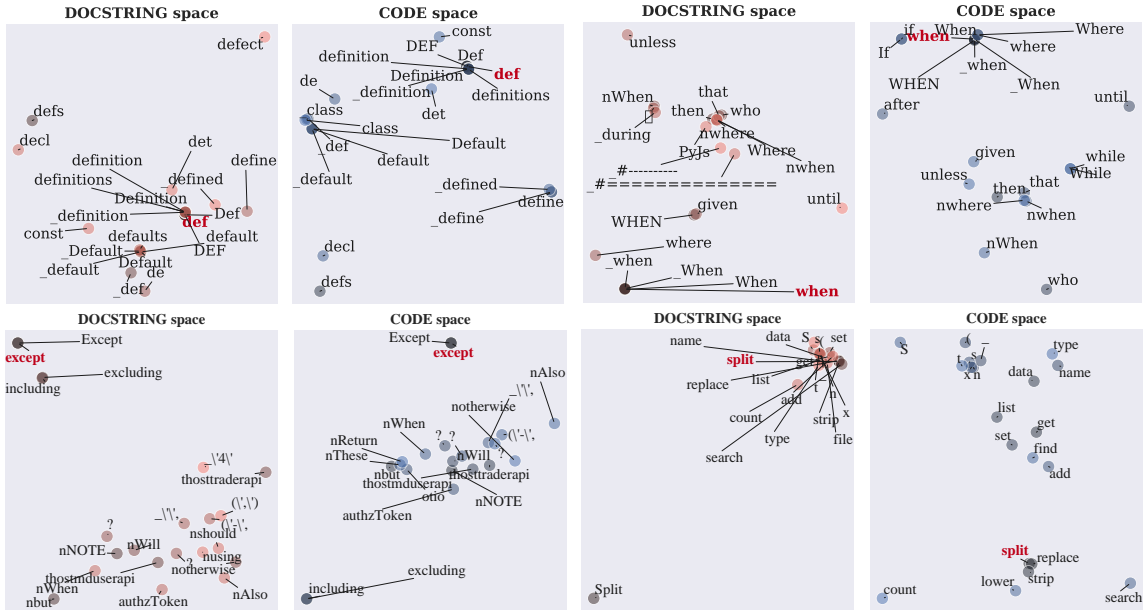 DOCSTRING space
defect
defs
decl
det
definition
define
definitions
_defined
Definition
_definition
Def
def
const
defaults
default
_Default
DEF
Default
_default
de
_def
CODE space
const
DEF
Def
definition
def
Definition
de
_definition
definitions
class
det
class
Default
_def
default
_default
_defined
define
_define
decl
defs
DOCSTRING space
unless
that
nWhen
then
who
_during
nwhere
PyJs
Where
nwhen
_#----------
_#================
until
given
WHEN
where
_when
_When
When
when
CODE space
if
When
Where
when
If
where
_when
WHEN
_When
after
until
given
while
unless
While
then
that
nwhere
nwhen
nWhen
who
DOCSTRING space
Except
except
excluding
including
_\'4\'
thosttraderapi
(\'.\')
_\'\',
(\'-\',
?
nshould
nNOTE
nWill
nusing
?
notherwise
thostmduserapi
nWhen
nAlso
nbut
authzToken
CODE space
Except
except
nAlso
_\'\',
notherwise
nWhen
(\'-\',
nReturn
?
?
nThese
nWill
?
nbut
thosttraderapi
thostmduserapi
otio
nNOTE
authzToken
excluding
including
DOCSTRING space
data
S
s
(
set
name
split
get
list
replace
t
_
n
add
count
x
strip
type
file
search
Split
CODE space
(
_
S
type
s
t
x
n
data
name
list
get
set
find
add
split
replace
strip
lower
count
search